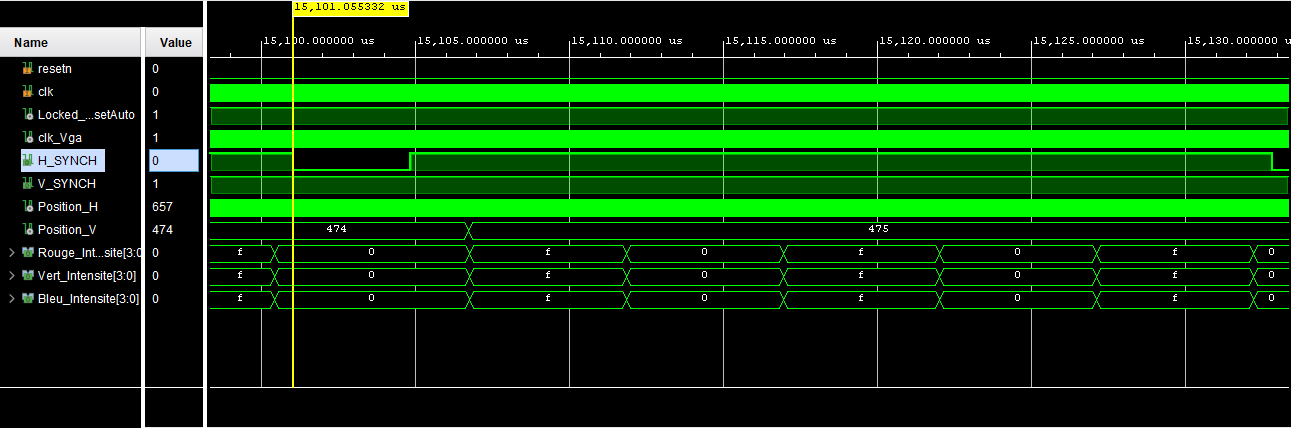 15,101.055332 us
Name Value
15,100.000000 us 15,105.000000 us 15,110.000000 us 15,115.000000 us 15,120.000000 us 15,125.000000 us 15,130.000000 u
resetn 0
clk 0
Locked_...setAuto 1
clk_Vga 1
H_SYNCH 0
V_SYNCH 1
Position_H 657
Position_V 474 474 475
Rouge_Int...site[3:0] 0 f 0 f 0 f 0 f 0
Vert_Intensite[3:0] 0 f 0 f 0 f 0 f 0
Bleu_Intensite[3:0] 0 f 0 f 0 f 0 f 0